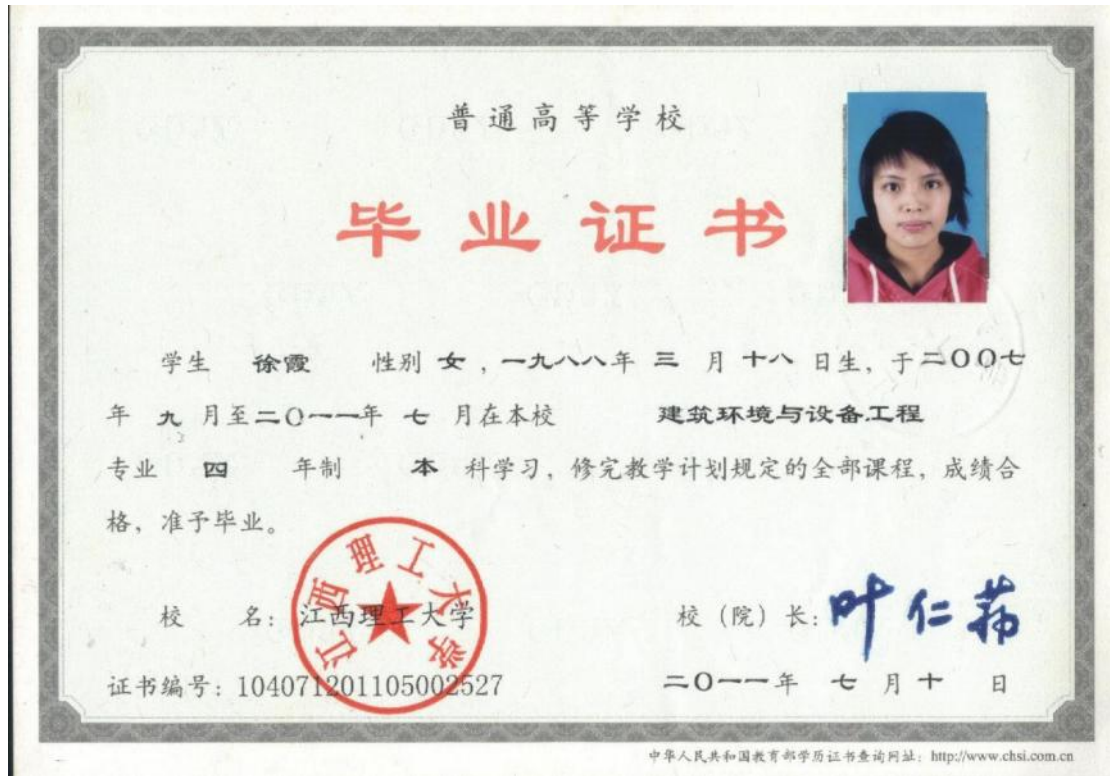 普通高等学校
毕业证书
学生 徐霞 性别 女，一九八八年 三 月 十八 日生，于二〇〇七
年 九 月至二〇一一年 七 月在本校 建筑环境与设备工程
专业 四 年制 本 科学习，修完教学计划规定的全部课程，成绩合
格，准予毕业。
江西理工大学
校 名：江西理工大学 校（院）长：叶仁荪
证书编号：104071201105002527 二〇一一年 七 月 十 日
中华人民共和国教育部学历证书查询网址：http://www.chsi.com.cn